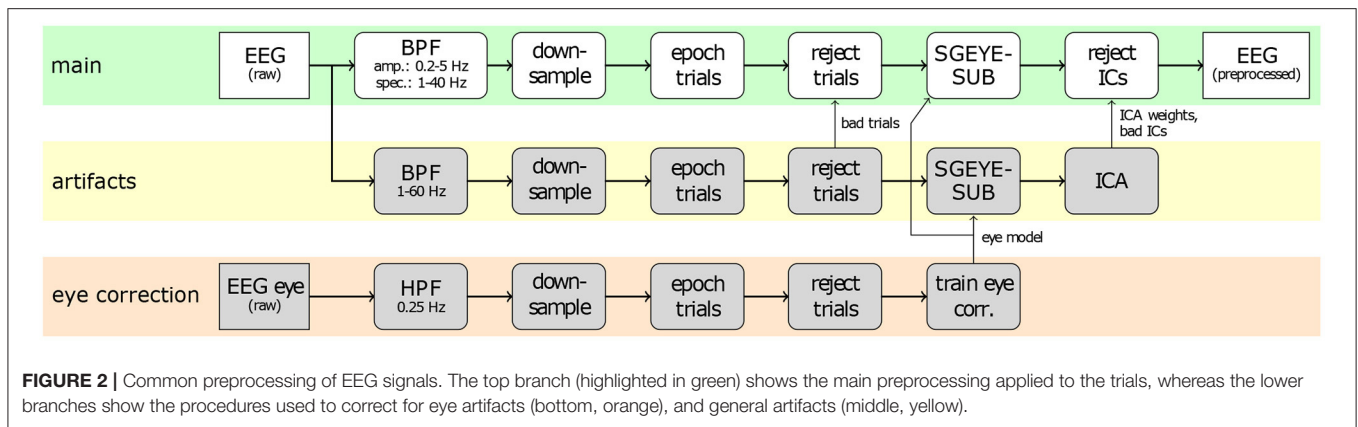 main
EEG
(raw)
BPF
amp.: 0.2-5 Hz
spec.: 1-40 Hz
down-
sample
epoch
trials
reject
trials
SGEYE-
SUB
reject
ICs
EEG
(preprocessed)
bad trials
ICA weights,
bad ICs
artifacts
BPF
1-60 Hz
down-
sample
epoch
trials
reject
trials
SGEYE-
SUB
ICA
eye model
eye correction
EEG eye
(raw)
HPF
0.25 Hz
down-
sample
epoch
trials
reject
trials
train eye
corr.
FIGURE 2 | Common preprocessing of EEG signals. The top branch (highlighted in green) shows the main preprocessing applied to the trials, whereas the lower
branches show the procedures used to correct for eye artifacts (bottom, orange), and general artifacts (middle, yellow).